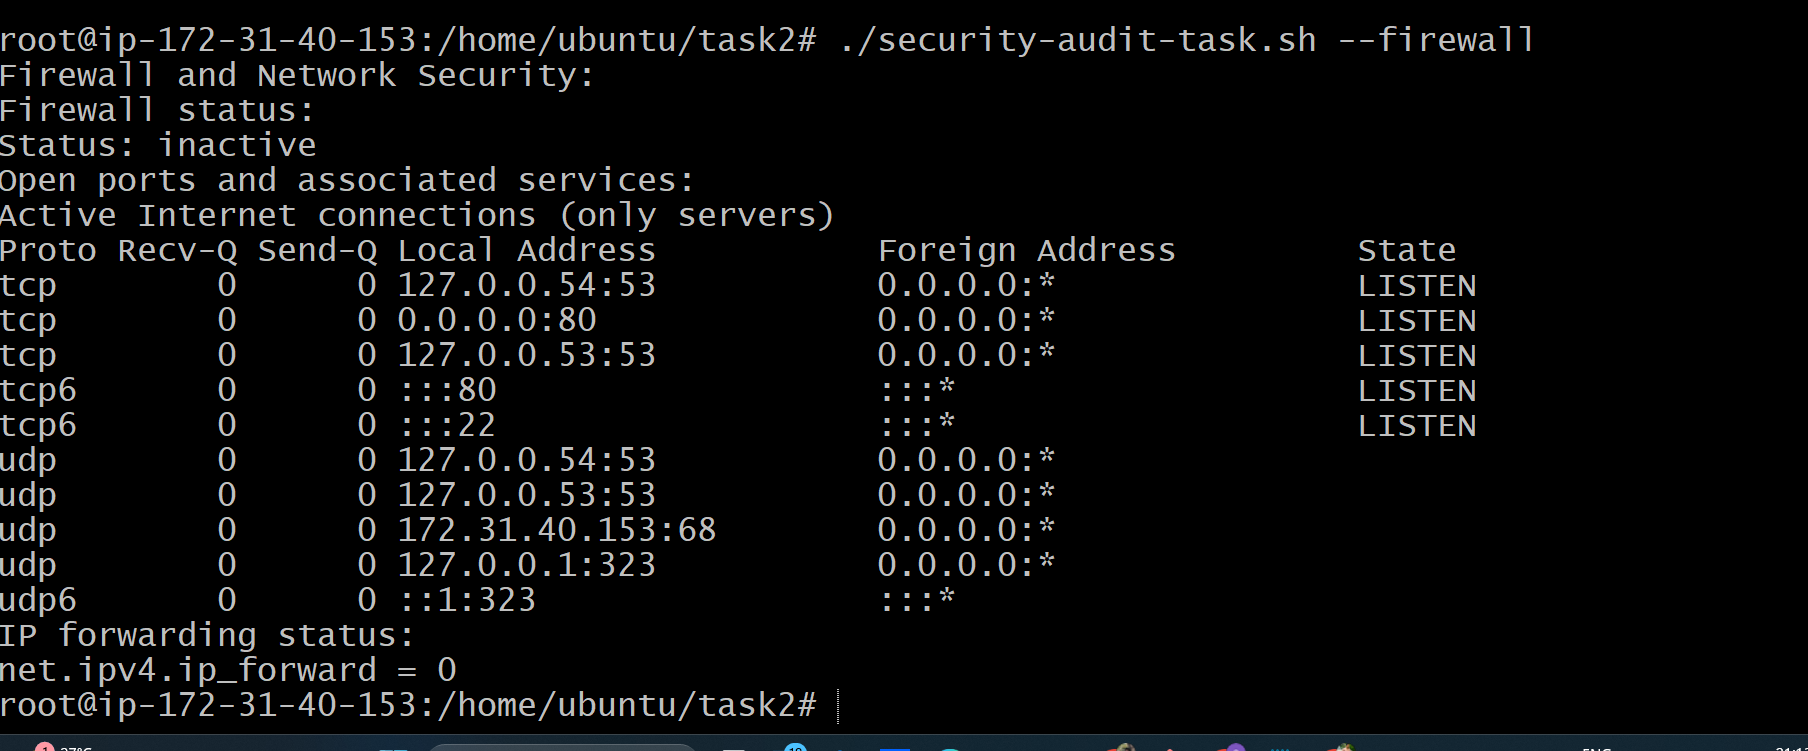 root@ip-172-31-40-153:/home/ubuntu/task2# ./security-audit-task.sh --firewall
Firewall and Network Security:
Firewall status:
Status: inactive
Open ports and associated services:
Active Internet connections (only servers)
Proto Recv-Q Send-Q Local Address           Foreign Address         State
tcp        0      0 127.0.0.54:53           0.0.0.0:*               LISTEN
tcp        0      0 0.0.0.0:80              0.0.0.0:*               LISTEN
tcp        0      0 127.0.0.53:53           0.0.0.0:*               LISTEN
tcp6       0      0 :::80                   :::*                    LISTEN
tcp6       0      0 :::22                   :::*                    LISTEN
udp        0      0 127.0.0.54:53           0.0.0.0:*
udp        0      0 127.0.0.53:53           0.0.0.0:*
udp        0      0 172.31.40.153:68        0.0.0.0:*
udp        0      0 127.0.0.1:323           0.0.0.0:*
udp6       0      0 ::1:323                 :::*
IP forwarding status:
net.ipv4.ip_forward = 0
root@ip-172-31-40-153:/home/ubuntu/task2#